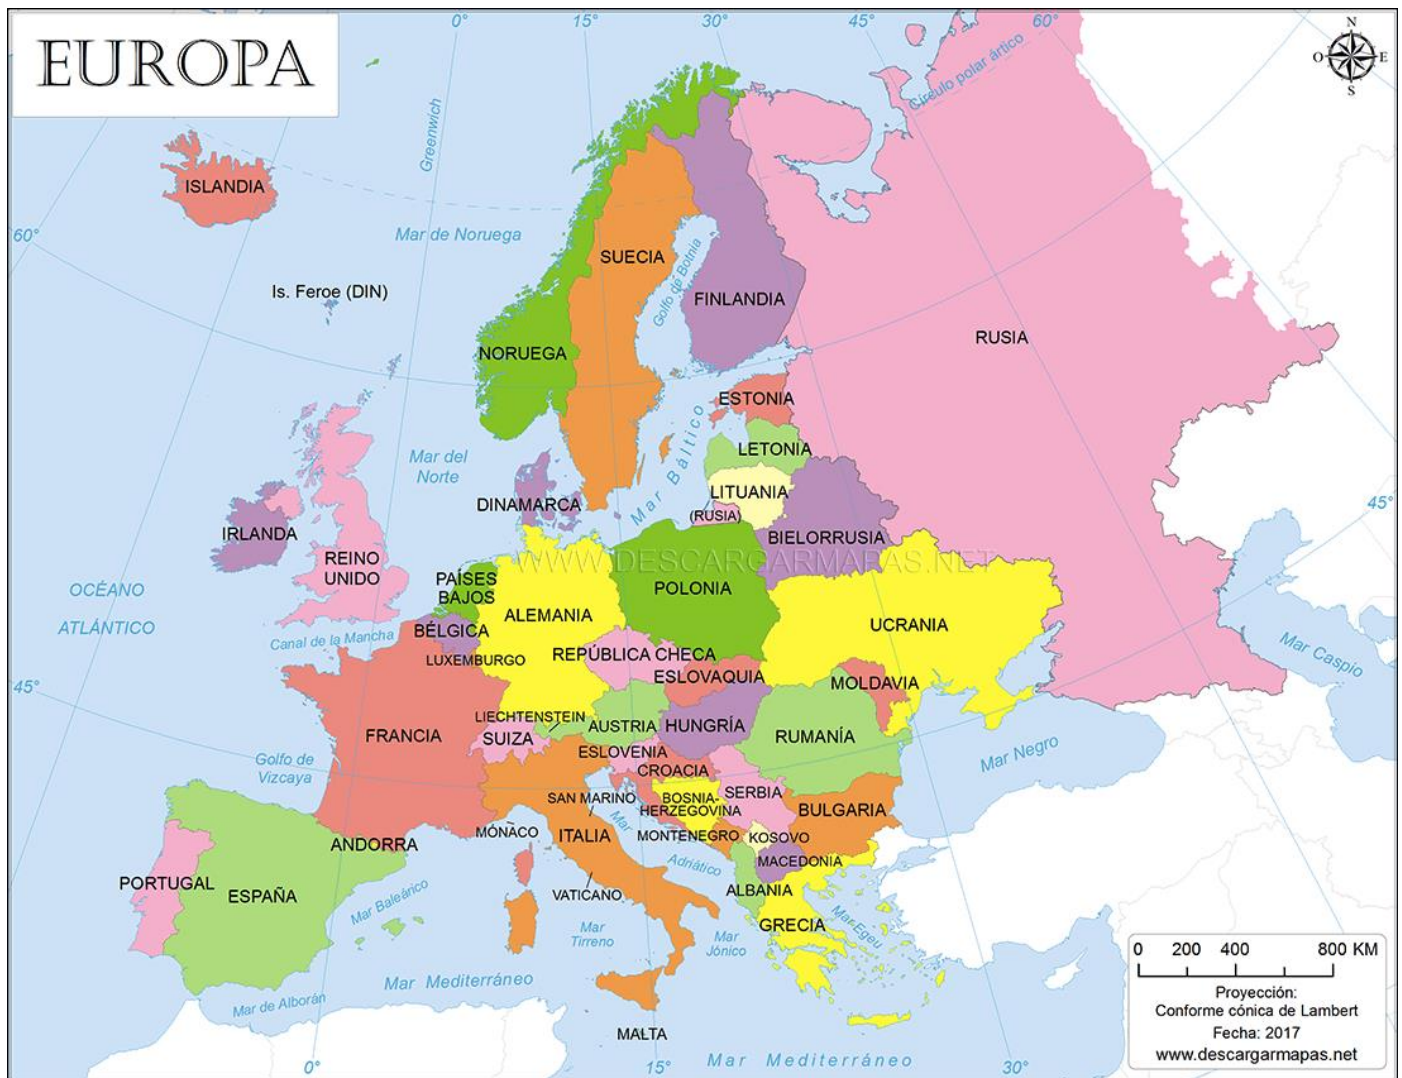 EUROPA
0°
15°
30°
45°
60°
N
O
E
S
Círculo polar ártico
Greenwich
ISLANDIA
60°
Mar de Noruega
SUECIA
Golfo de Botnia
FINLANDIA
Is. Feroe (DIN)
RUSIA
NORUEGA
ESTONIA
Mar Báltico
LETONIA
Mar del
Norte
LITUANIA
DINAMARCA
(RUSIA)
45°
IRLANDA
BIELORRUSIA
REINO
UNIDO
WWW.DESCARGARMAPAS.NET
PAÍSES
BAJOS
POLONIA
OCÉANO
ATLÁNTICO
ALEMANIA
UCRANIA
Canal de la Mancha
BÉLGICA
Mar Caspio
LUXEMBURGO
REPÚBLICA CHECA
ESLOVAQUIA
MOLDAVIA
45°
LIECHTENSTEIN
AUSTRIA
HUNGRÍA
FRANCIA
SUIZA
RUMANÍA
Golfo de
Vizcaya
ESLOVENIA
Mar Negro
CROACIA
SERBIA
SAN MARINO
BOSNIA-
HERZEGOVINA
BULGARIA
MÓNACO
ITALIA
Mar
Adriático
MONTENEGRO
KOSOVO
ANDORRA
MACEDONIA
PORTUGAL
ESPAÑA
Mar Baleárico
VATICANO
ALBANIA
GRECIA
Mar Egeu
Mar
Tirreno
Mar
Jónico
Mar Mediterráneo
Mar de Alborán
MALTA
0°
15°
Mar Mediterráneo
30°
0 200 400 800 KM
Proyección:
Conforme cónica de Lambert
Fecha: 2017
www.descargarmapas.net